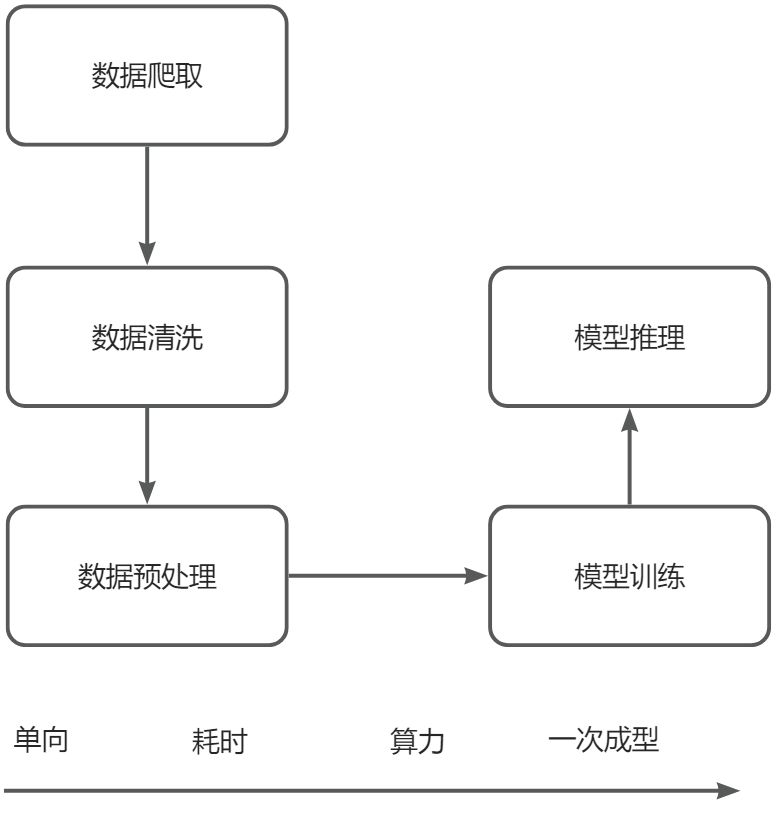 数据爬取
数据清洗
模型推理
数据预处理
模型训练
单向 耗时 算力 一次成型